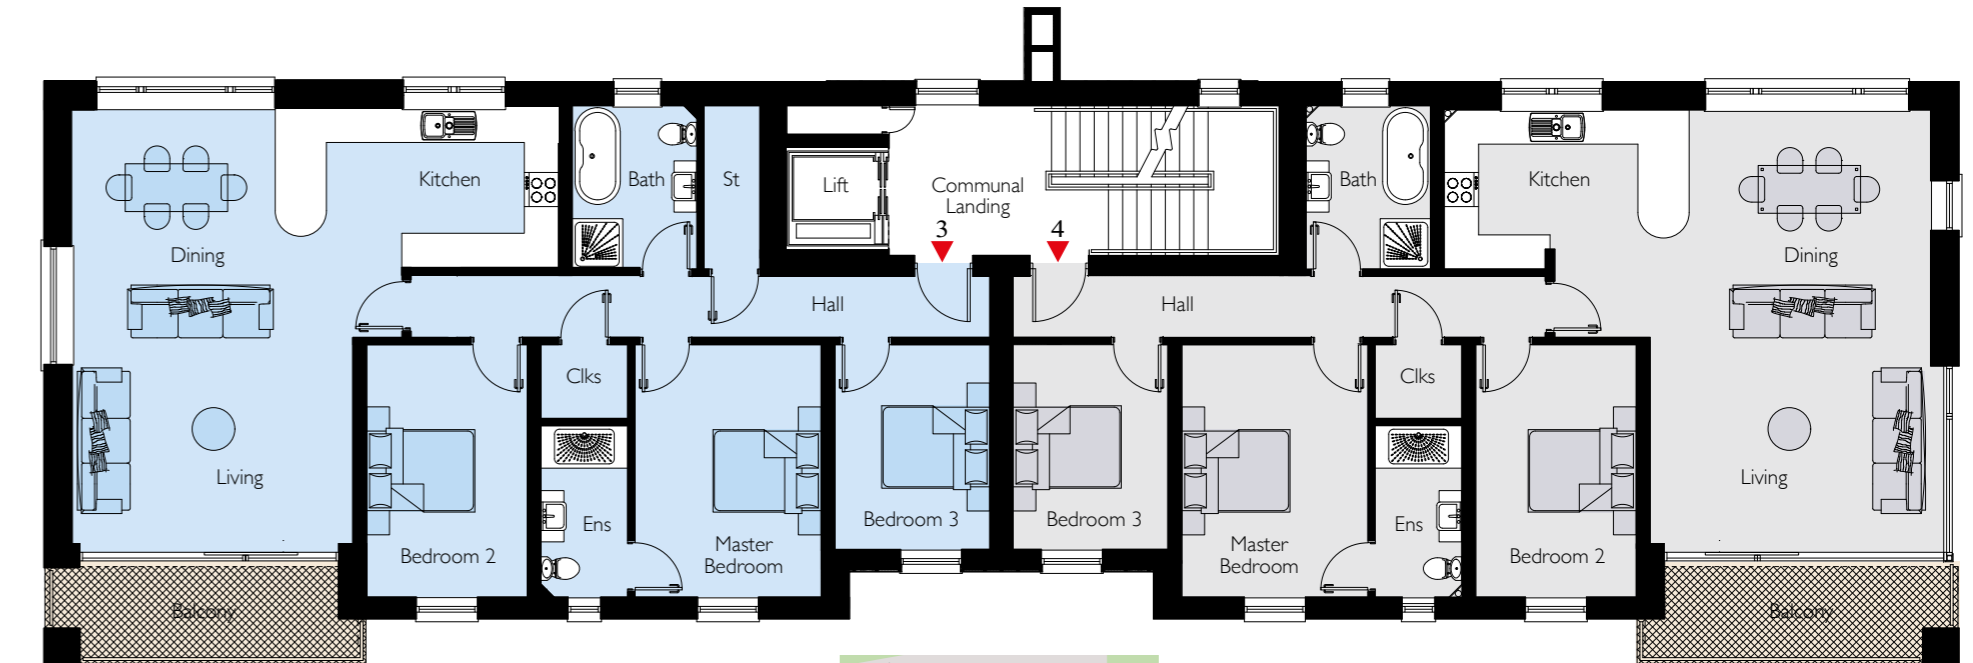 Kitchen
Bath
St
Lift
Communal
Landing
3
4
Bath
Kitchen
Dining
Dining
Hall
Hall
Clks
Clks
Living
Living
Bedroom 3
Bedroom 3
Ens
Ens
Master
Bedroom
Master
Bedroom
Bedroom 2
Bedroom 2
Balcony
Balcony